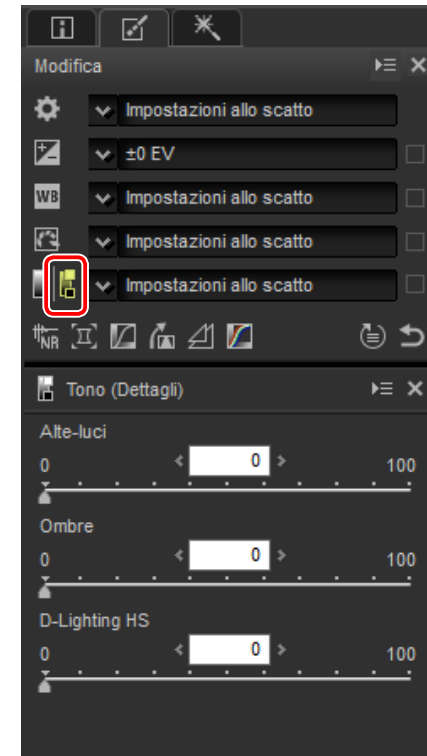 Modifica
Impostazioni allo scatto
±0 EV
WB Impostazioni allo scatto
Impostazioni allo scatto
Impostazioni allo scatto
NR
Tono (Dettagli)
Alte-luci
0 0 100
Ombre
0 0 100
D-Lighting HS
0 0 100